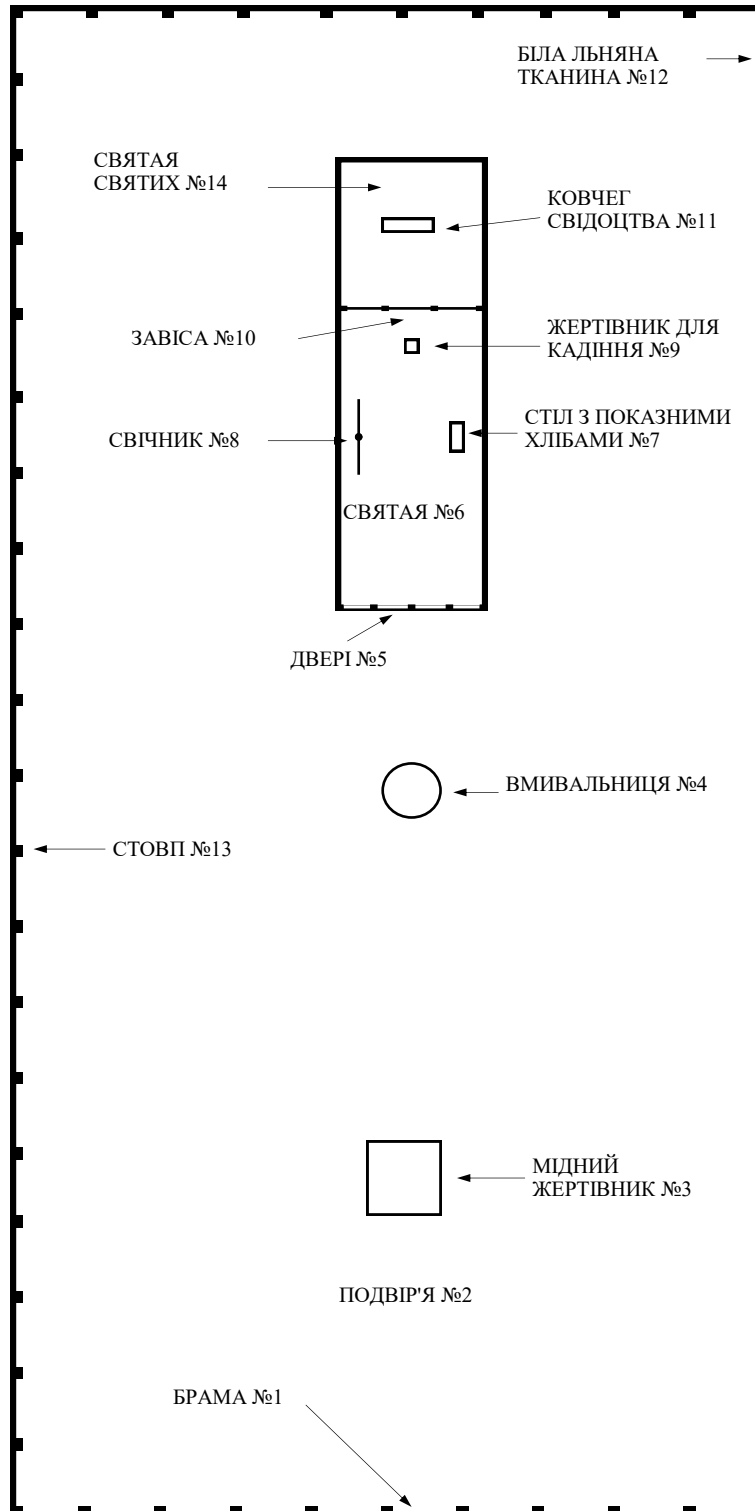 БІЛА ЛЬНЯНА
ТКАНИНА №12
СВЯТАЯ
СВЯТИХ №14
КОВЧЕГ
СВІДОЦТВА №11
ЗАВІСА №10
ЖЕРТІВНИК ДЛЯ
КАДІННЯ №9
СТІЛ З ПОКАЗНИМИ
ХЛІБАМИ №7
СВІЧНИК №8
СВЯТАЯ №6
ДВЕРІ №5
ВМИВАЛЬНИЦЯ №4
СТОВП №13
МІДНИЙ
ЖЕРТІВНИК №3
ПОДВІР'Я №2
БРАМА №1